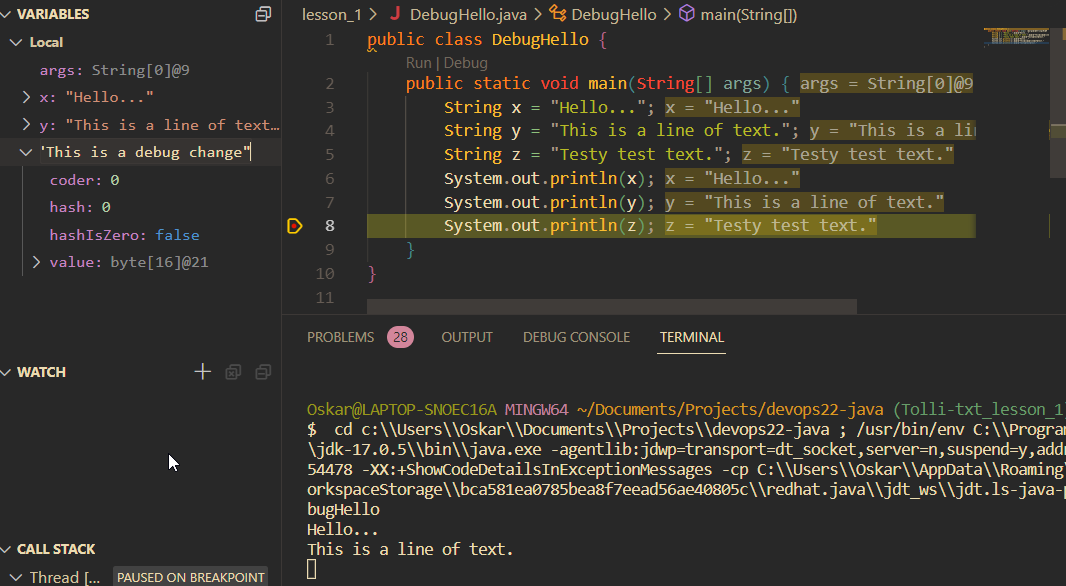 VARIABLES
Local
args: String[0]@9
x: "Hello..."
y: "This is a line of text...
'This is a debug change"
coder: 0
hash: 0
hashIsZero: false
value: byte[16]@21
WATCH
CALL STACK
Thread [...
PAUSED ON BREAKPOINT
lesson_1 > J DebugHello.java > DebugHello > main(String[])
1 public class DebugHello {
Run | Debug
2 public static void main(String[] args) { args = String[0]@9
3 String x = "Hello..."; x = "Hello..."
4 String y = "This is a line of text."; y = "This is a li
5 String z = "Testy test text."; z = "Testy test text."
6 System.out.println(x); x = "Hello..."
7 System.out.println(y); y = "This is a line of text."
8 System.out.println(z); z = "Testy test text."
9 }
10 }
11
PROBLEMS 28 OUTPUT DEBUG CONSOLE TERMINAL
Oskar@LAPTOP-SNOEC16A MINGW64 ~/Documents/Projects/devops22-java (Tolli-txt_lesson_1
$ cd c:\\Users\\Oskar\\Documents\\Projects\\devops22-java ; /usr/bin/env C:\\Progra
\jdk-17.0.5\\bin\\java.exe -agentlib:jdwp=transport=dt_socket,server=n,suspend=y,add
54478 -XX:+ShowCodeDetailsInExceptionMessages -cp C:\\Users\\Oskar\\AppData\\Roaming\
orkspaceStorage\\bca581ea0785bea8f7eead56ae40805c\\redhat.java\\jdt_ws\\jdt.ls-java-p
bugHello
Hello...
This is a line of text.